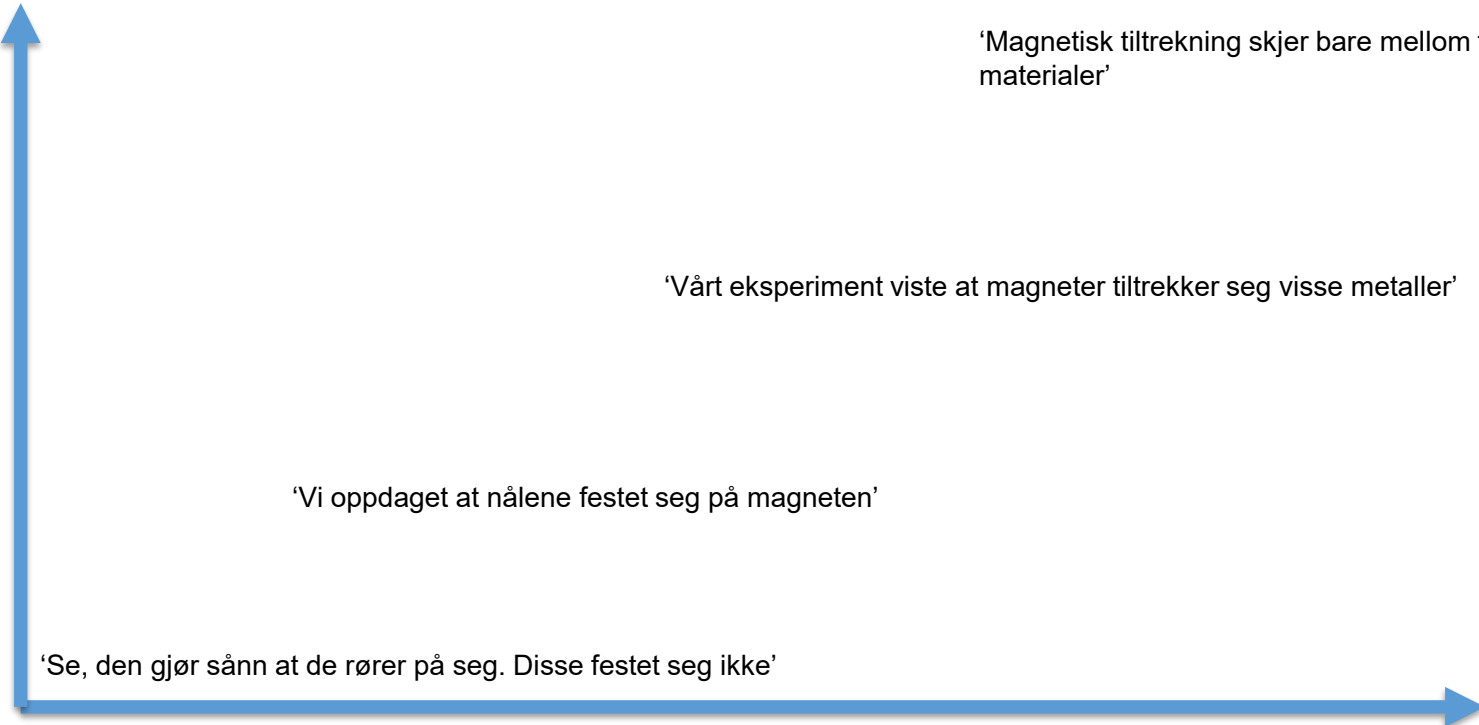 ‘Magnetisk tiltrekning skjer bare mellom
materialer’
‘Vårt eksperiment viste at magneter tiltrekker seg visse metaller’
‘Vi oppdaget at nålene festet seg på magneten’
‘Se, den gjør sånn at de rører på seg. Disse festet seg ikke’